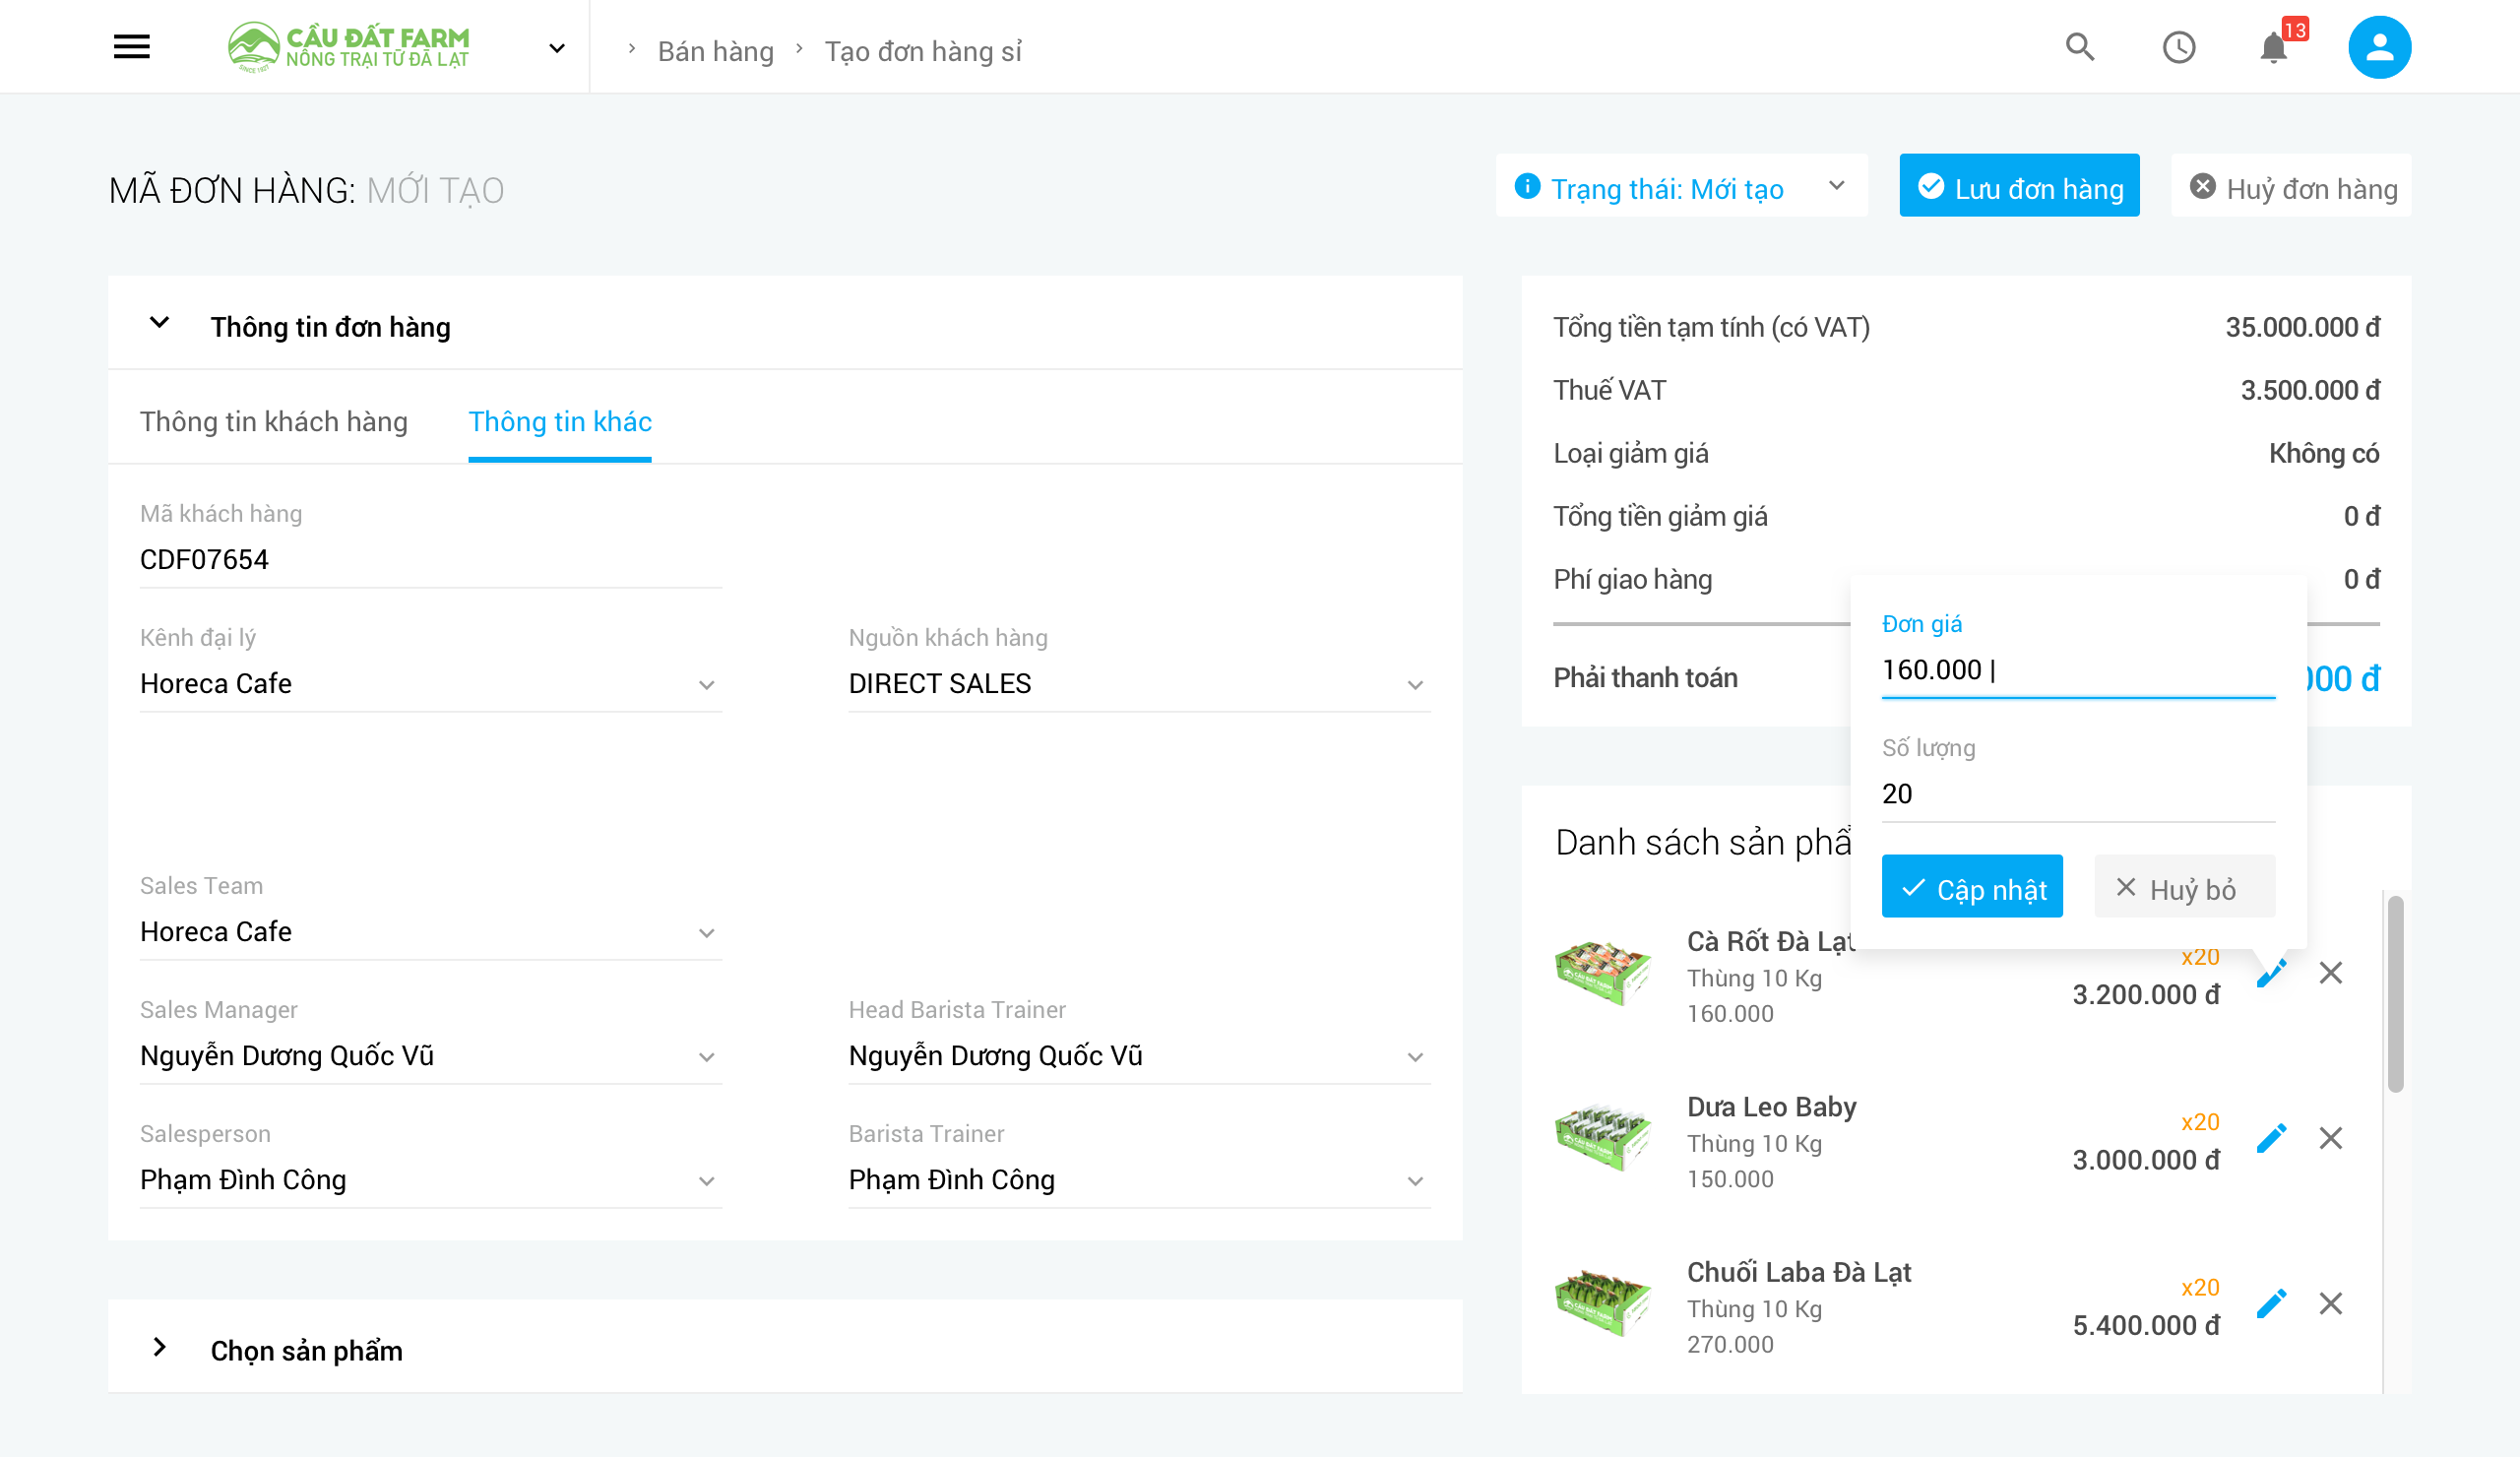 CẦU ĐẤT FARM
NÔNG TRẠI TỪ ĐÀ LẠT
SINCE 1927
Bán hàng
Tạo đơn hàng sỉ
13
MÃ ĐƠN HÀNG: MỚI TẠO
Trạng thái: Mới tạo
Lưu đơn hàng
Huỷ đơn hàng
Thông tin đơn hàng
Thông tin khách hàng
Thông tin khác
Mã khách hàng
CDF07654
Kênh đại lý
Horeca Cafe
Nguồn khách hàng
DIRECT SALES
Sales Team
Horeca Cafe
Sales Manager
Nguyễn Dương Quốc Vũ
Head Barista Trainer
Nguyễn Dương Quốc Vũ
Salesperson
Phạm Đình Công
Barista Trainer
Phạm Đình Công
Chọn sản phẩm
Tổng tiền tạm tính (có VAT) 35.000.000 đ
Thuế VAT 3.500.000 đ
Loại giảm giá Không có
Tổng tiền giảm giá 0 đ
Phí giao hàng 0 đ
Phải thanh toán 000 đ
Đơn giá
160.000
Số lượng
20
Cập nhật
Huỷ bỏ
Danh sách sản phẩ
Cà Rốt Đà Lạt
Thùng 10 Kg
160.000
x20
3.200.000 đ
Dưa Leo Baby
Thùng 10 Kg
150.000
x20
3.000.000 đ
Chuối Laba Đà Lạt
Thùng 10 Kg
270.000
x20
5.400.000 đ